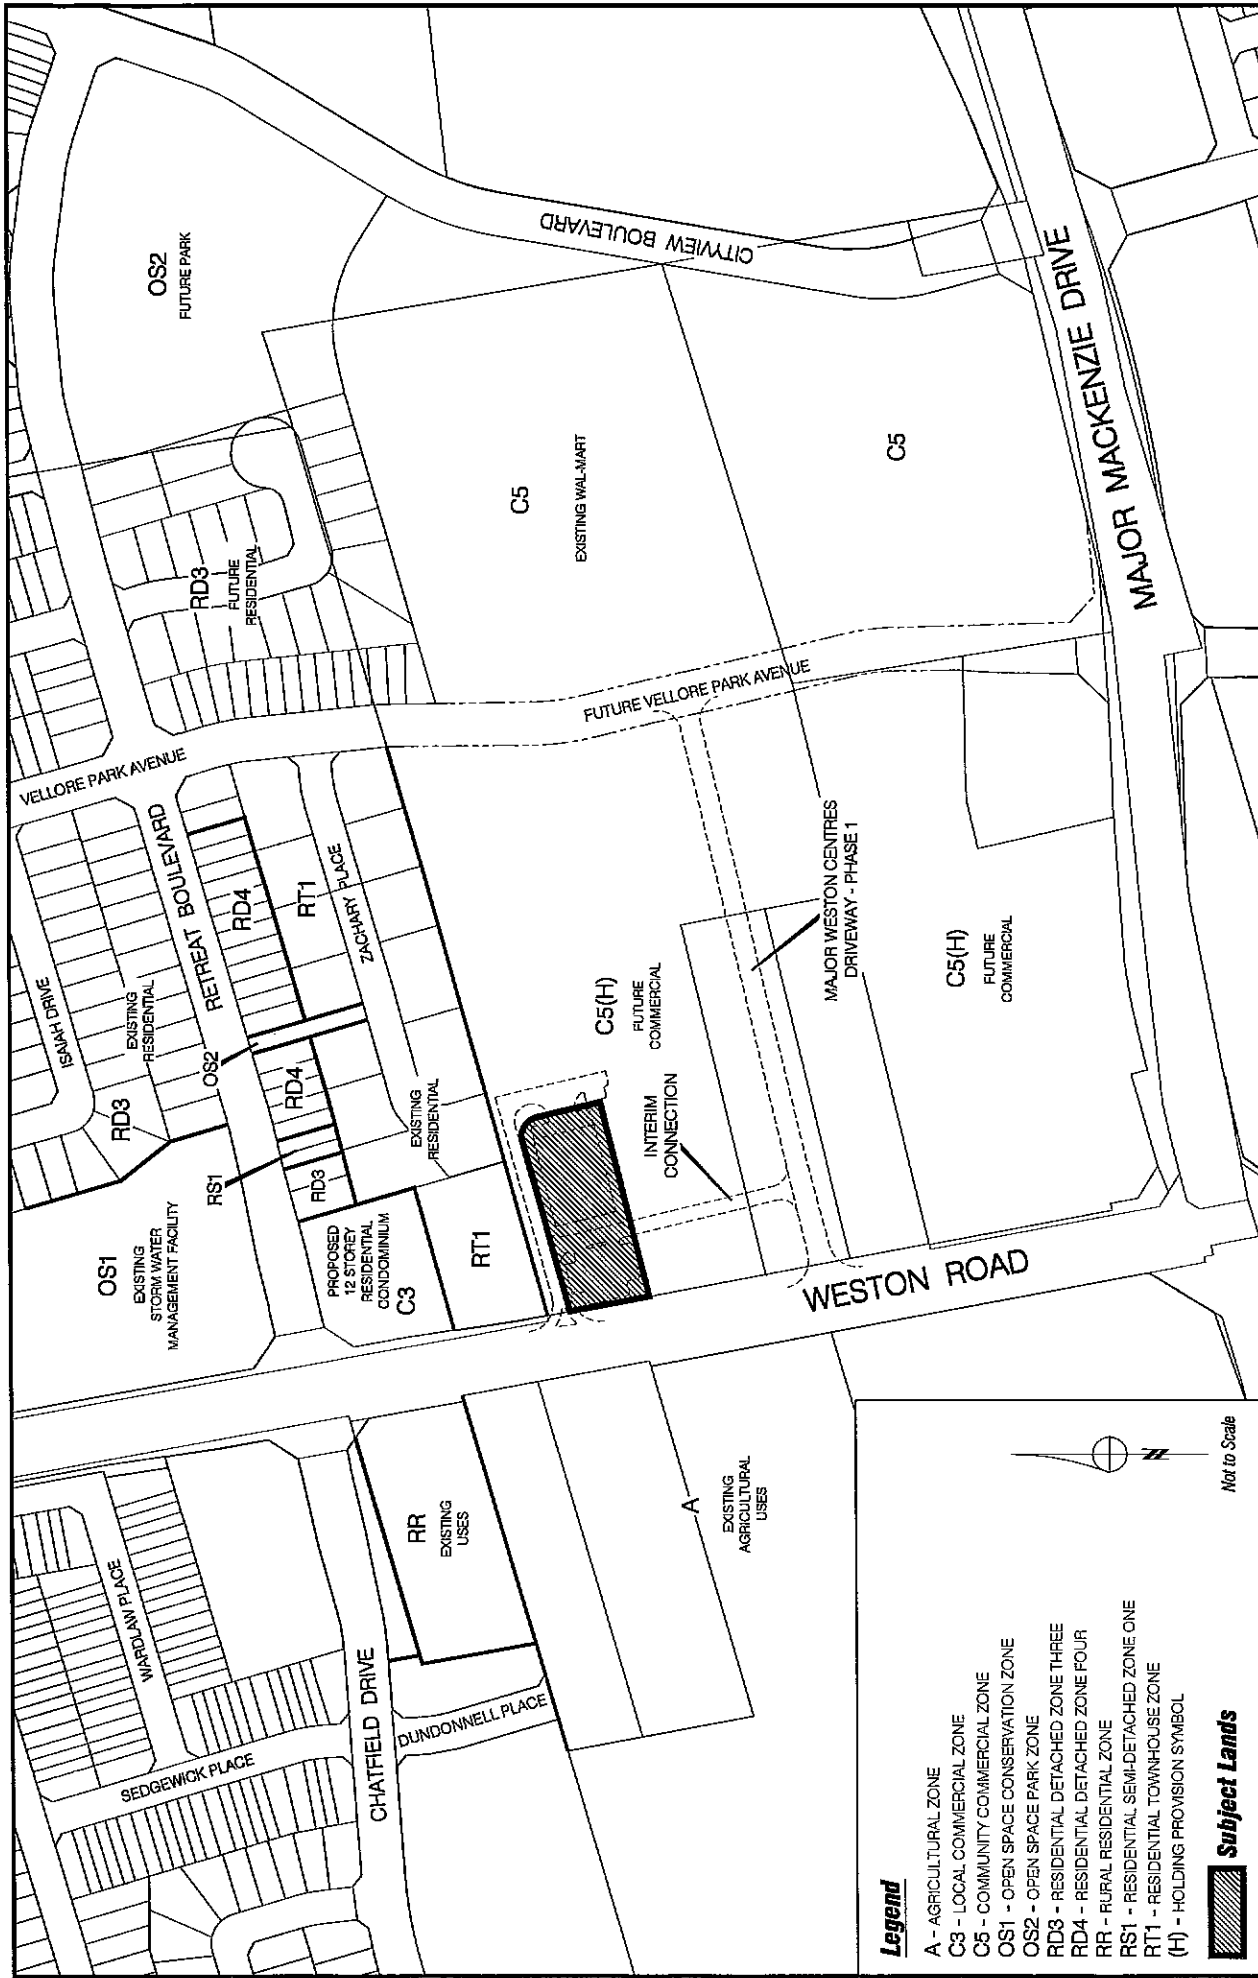 OS2
FUTURE PARK
CITYVIEW BOULEVARD
MAJOR MACKENZIE DRIVE
C5
EXISTING WAL-MART
C5
RD3
FUTURE
RESIDENTIAL
VELLORE PARK AVENUE
FUTURE VELLORE PARK AVENUE
RETREAT BOULEVARD
RD4
RT1
ZACHARY PLACE
ISAIAH DRIVE
EXISTING
RESIDENTIAL
RD3
OS2
RD4
RS1
RD3
EXISTING
RESIDENTIAL
OS1
EXISTING
STORM WATER
MANAGEMENT FACILITY
PROPOSED
12 STOREY
RESIDENTIAL
CONDOMINIUM
C3
RT1
C5(H)
FUTURE
COMMERCIAL
INTERIM
CONNECTION
MAJOR WESTON CENTRES
DRIVEWAY - PHASE 1
C5(H)
FUTURE
COMMERCIAL
WESTON ROAD
WARDLAW PLACE
SEDGEWICK PLACE
CHATFIELD DRIVE
DUNDONNELL PLACE
RR
EXISTING
USES
A
EXISTING
AGRICULTURAL
USES
Legend
A - AGRICULTURAL ZONE
C3 - LOCAL COMMERCIAL ZONE
C5 - COMMUNITY COMMERCIAL ZONE
OS1 - OPEN SPACE CONSERVATION ZONE
OS2 - OPEN SPACE PARK ZONE
RD3 - RESIDENTIAL DETACHED ZONE THREE
RD4 - RESIDENTIAL DETACHED ZONE FOUR
RR - RURAL RESIDENTIAL ZONE
RS1 - RESIDENTIAL SEMI-DETACHED ZONE ONE
RT1 - RESIDENTIAL TOWNHOUSE ZONE
(H) - HOLDING PROVISION SYMBOL
Subject Lands
N
Not to Scale